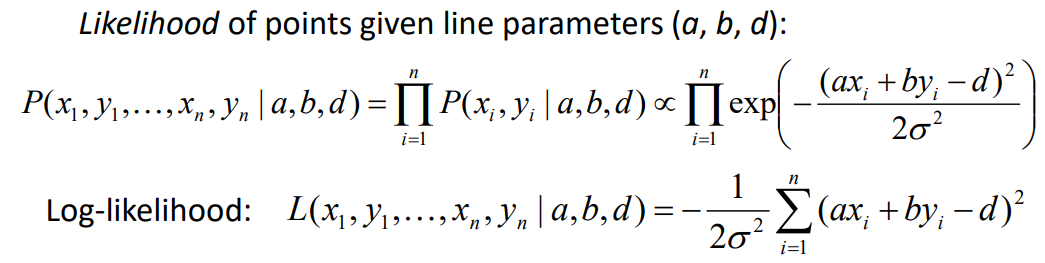 Likelihood of points given line parameters (a, b, d):
P(x₁, y₁,…, xₙ, yₙ | a,b,d) = ∏ᵢ₌₁ⁿ P(xᵢ, yᵢ | a,b,d) ∝ ∏ᵢ₌₁ⁿ exp(−(axᵢ + byᵢ − d)² / 2σ²)
Log-likelihood: L(x₁, y₁,…, xₙ, yₙ | a,b,d) = −1/2σ² ∑ᵢ₌₁ⁿ (axᵢ + byᵢ − d)²